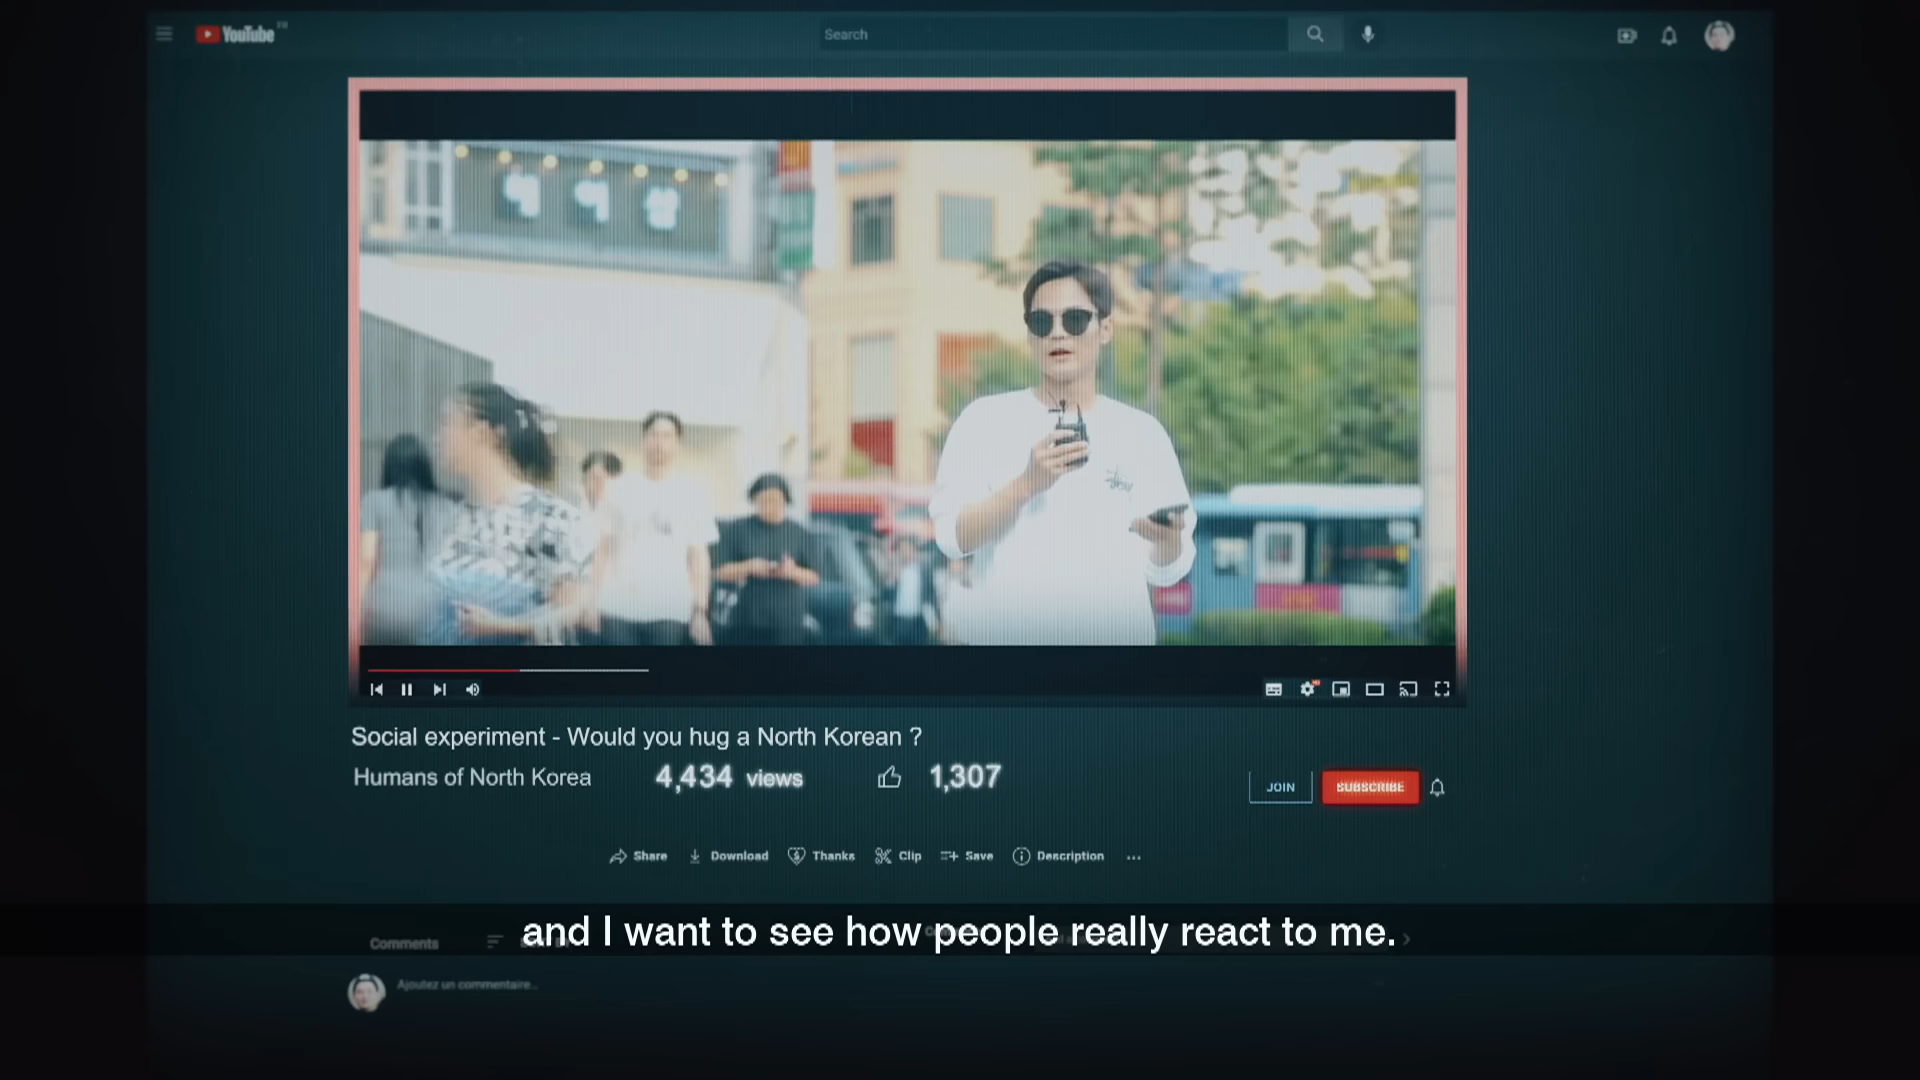 YouTube FR
Search
Social experiment - Would you hug a North Korean ?
Humans of North Korea
4,434 views
1,307
JOIN
SUBSCRIBE
Share
Download
Thanks
Clip
Save
Description
and I want to see how people really react to me.
Comments
Ajoutez un commentaire...